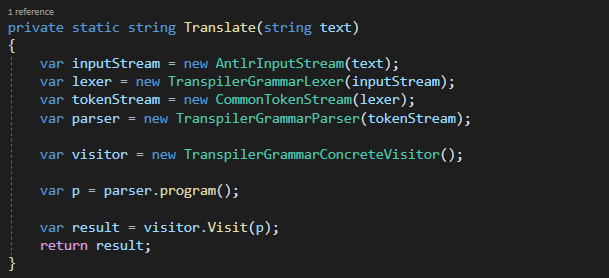 1 reference
private static string Translate(string text)
{
    var inputStream = new AntlrInputStream(text);
    var lexer = new TranspilerGrammarLexer(inputStream);
    var tokenStream = new CommonTokenStream(lexer);
    var parser = new TranspilerGrammarParser(tokenStream);

    var visitor = new TranspilerGrammarConcreteVisitor();

    var p = parser.program();

    var result = visitor.Visit(p);
    return result;
}